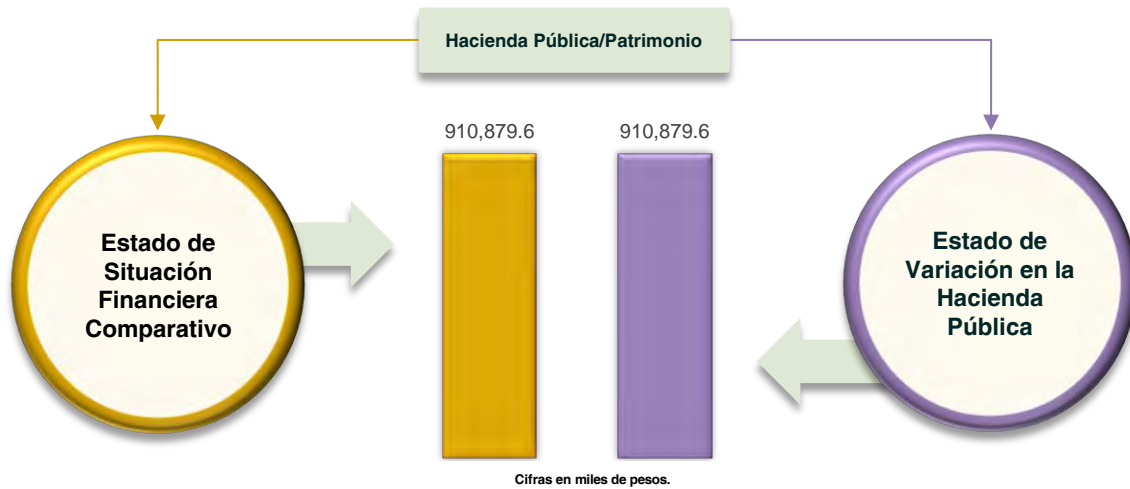 Hacienda Pública/Patrimonio
910,879.6
910,879.6
Estado de
Situación
Financiera
Comparativo
Estado de
Variación en la
Hacienda
Pública
Cifras en miles de pesos.